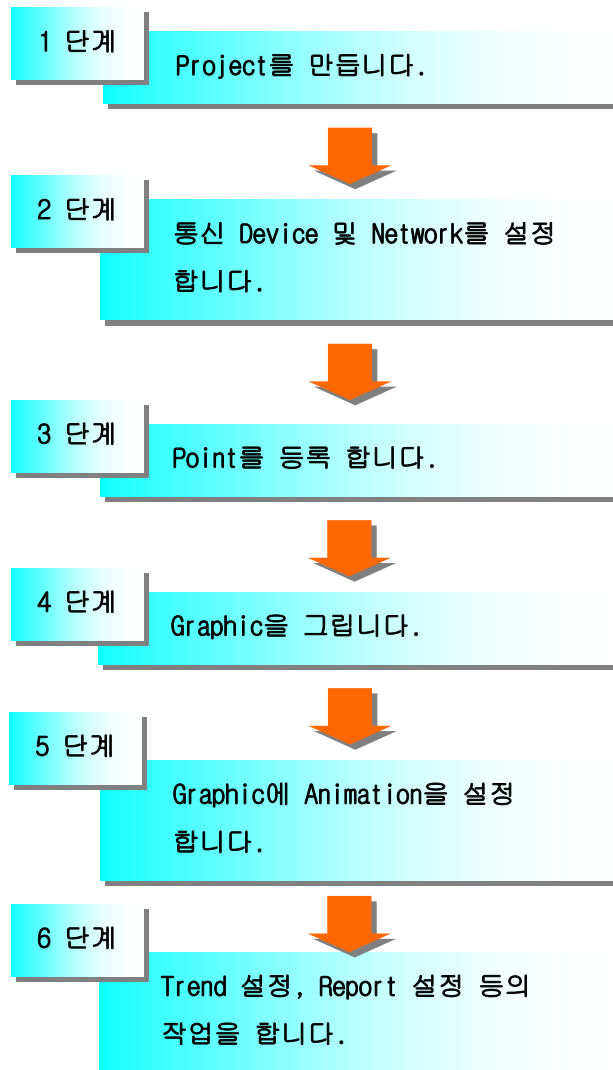 1 단계
Project를 만듭니다.
2 단계
통신 Device 및 Network를 설정
합니다.
3 단계
Point를 등록 합니다.
4 단계
Graphic을 그립니다.
5 단계
Graphic에 Animation을 설정
합니다.
6 단계
Trend 설정, Report 설정 등의
작업을 합니다.